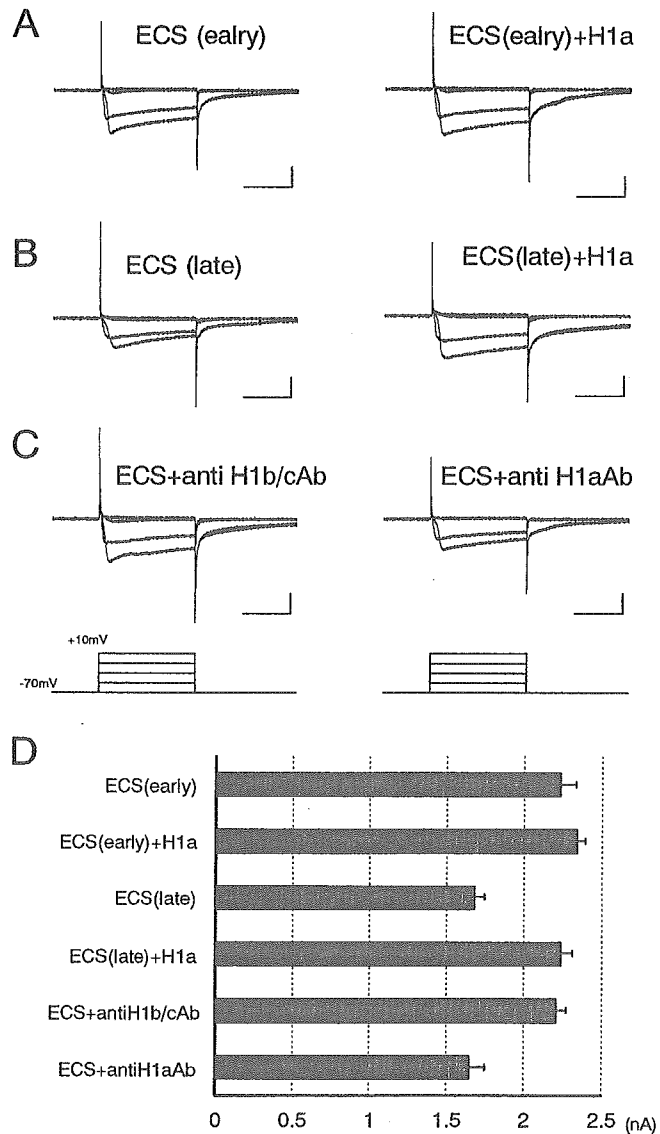 A
ECS (ealry)
ECS(ealry)+H1a
B
ECS (late)
ECS(late)+H1a
C
ECS+anti H1b/cAb
ECS+anti H1aAb
+10mV
-70mV
D
ECS(early)
ECS(early)+H1a
ECS(late)
ECS(late)+H1a
ECS+antiH1b/cAb
ECS+antiH1aAb
0 0.5 1 1.5 2 2.5 (nA)